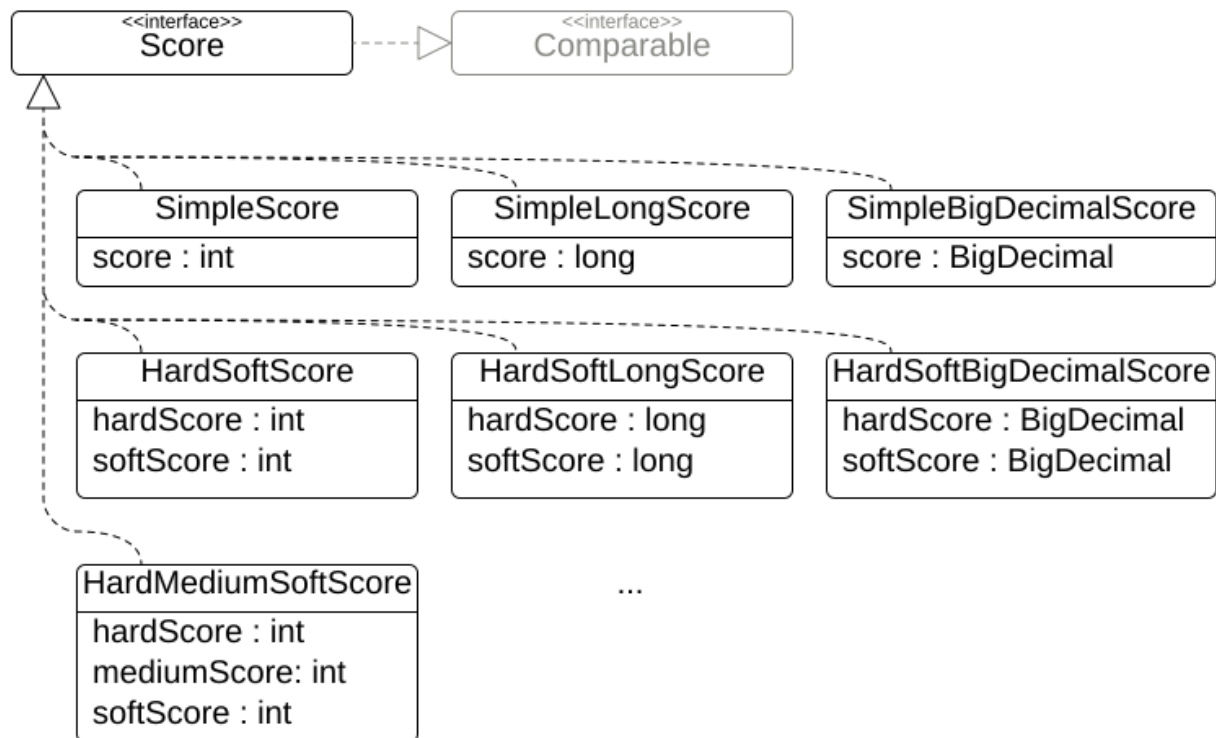 <<interface>>
Score
<<interface>>
Comparable
SimpleScore
score : int
SimpleLongScore
score : long
SimpleBigDecimalScore
score : BigDecimal
HardSoftScore
hardScore : int
softScore : int
HardSoftLongScore
hardScore : long
softScore : long
HardSoftBigDecimalScore
hardScore : BigDecimal
softScore : BigDecimal
HardMediumSoftScore
hardScore : int
mediumScore: int
softScore : int
...